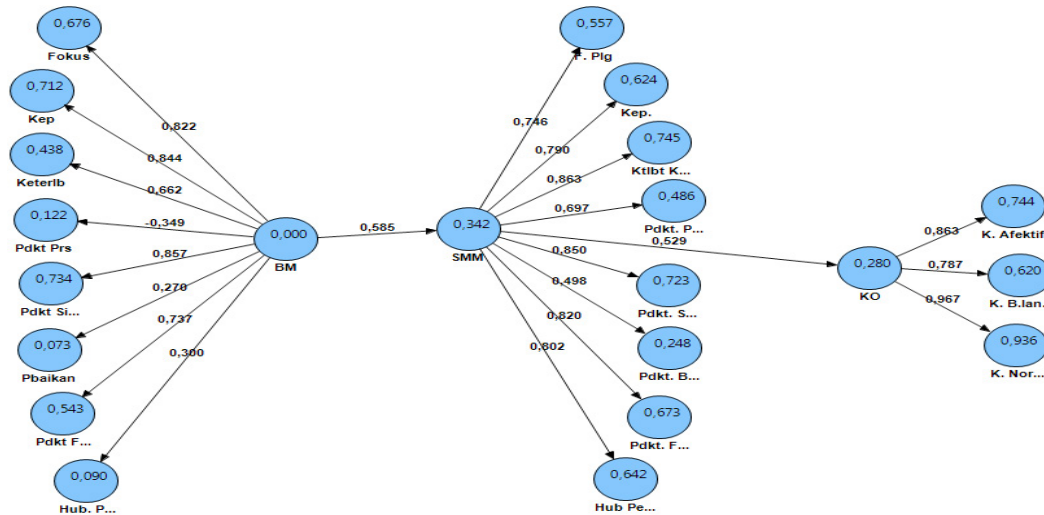 0,676
Fokus
0,712
Kep
0,438
Keterlb
0,122
Pdkt Prs
0,734
Pdkt Si...
0,073
Pbaikan
0,543
Pdkt F...
0,090
Hub. P...
0,822
0,844
0,662
-0,349
0,857
0,270
0,737
0,300
0,000
BM
0,585
0,342
SMM
0,746
0,790
0,863
0,697
0,529
0,850
0,498
0,820
0,802
0,557
F. Plg
0,624
Kep.
0,745
Ktlbt K...
0,486
Pdkt. P...
0,723
Pdkt. S...
0,248
Pdkt. B...
0,673
Pdkt. F...
0,642
Hub Pe...
0,280
KO
0,863
0,787
0,967
0,744
K. Afektif
0,620
K. B.lan.
0,936
K. Nor...